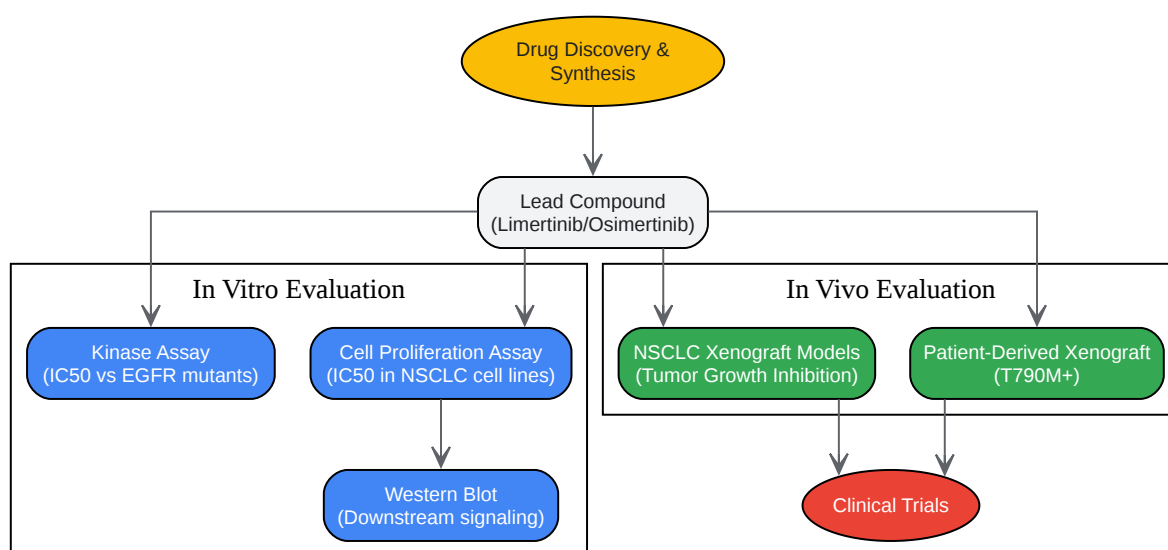 Drug Discovery &
Synthesis
Lead Compound
(Limertinib/Osimertinib)
In Vitro Evaluation
In Vivo Evaluation
Kinase Assay
(IC50 vs EGFR mutants)
Cell Proliferation Assay
(IC50 in NSCLC cell lines)
NSCLC Xenograft Models
(Tumor Growth Inhibition)
Patient-Derived Xenograft
(T790M+)
Western Blot
(Downstream signaling)
Clinical Trials